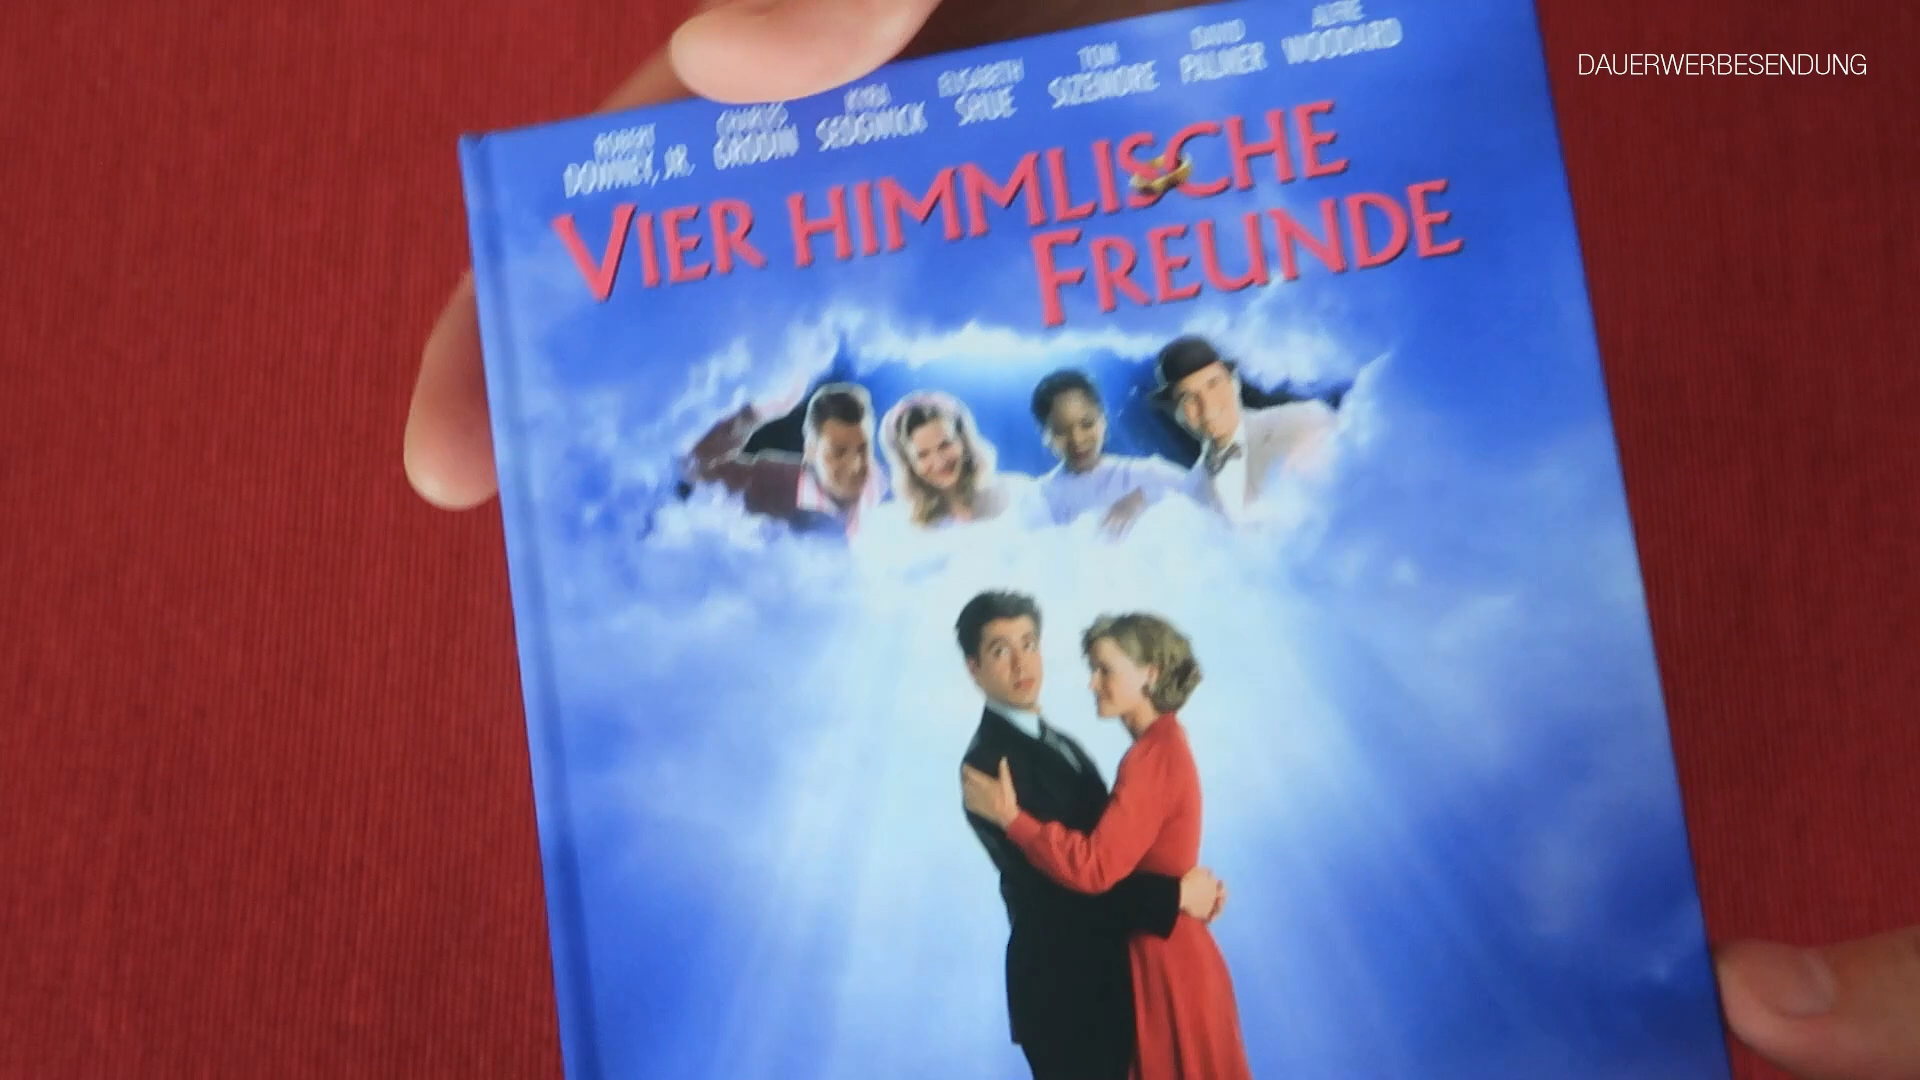 DAUERWERBESENDUNG
ROBERT DOWNEY, JR. CHARLES GRODIN KYRA SEDGWICK ELISABETH SHUE TOM SIZEMORE DAVID PALMER ALFRE WOODARD
VIER HIMMLISCHE
FREUNDE